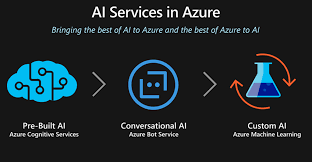 AI Services in Azure
Bringing the best of AI to Azure and the best of Azure to AI
Pre-Built AI
Azure Cognitive Services
Conversational AI
Azure Bot Service
Custom AI
Azure Machine Learning